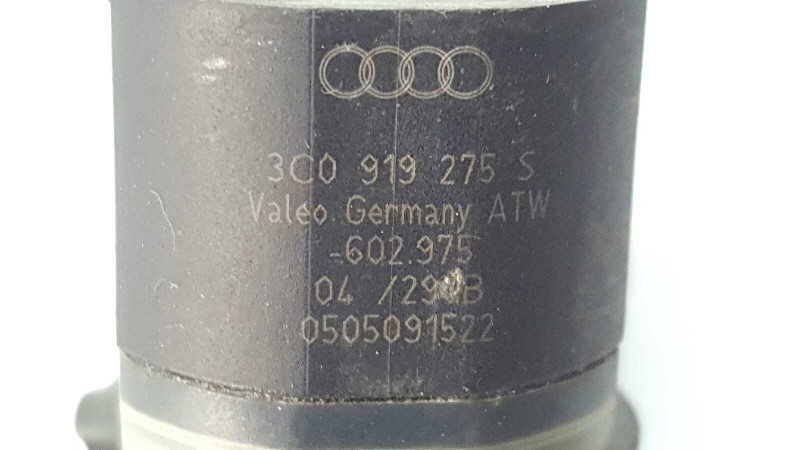 3C0 919 275 S
Valeo Germany ATW
-602.975
04
0505091522